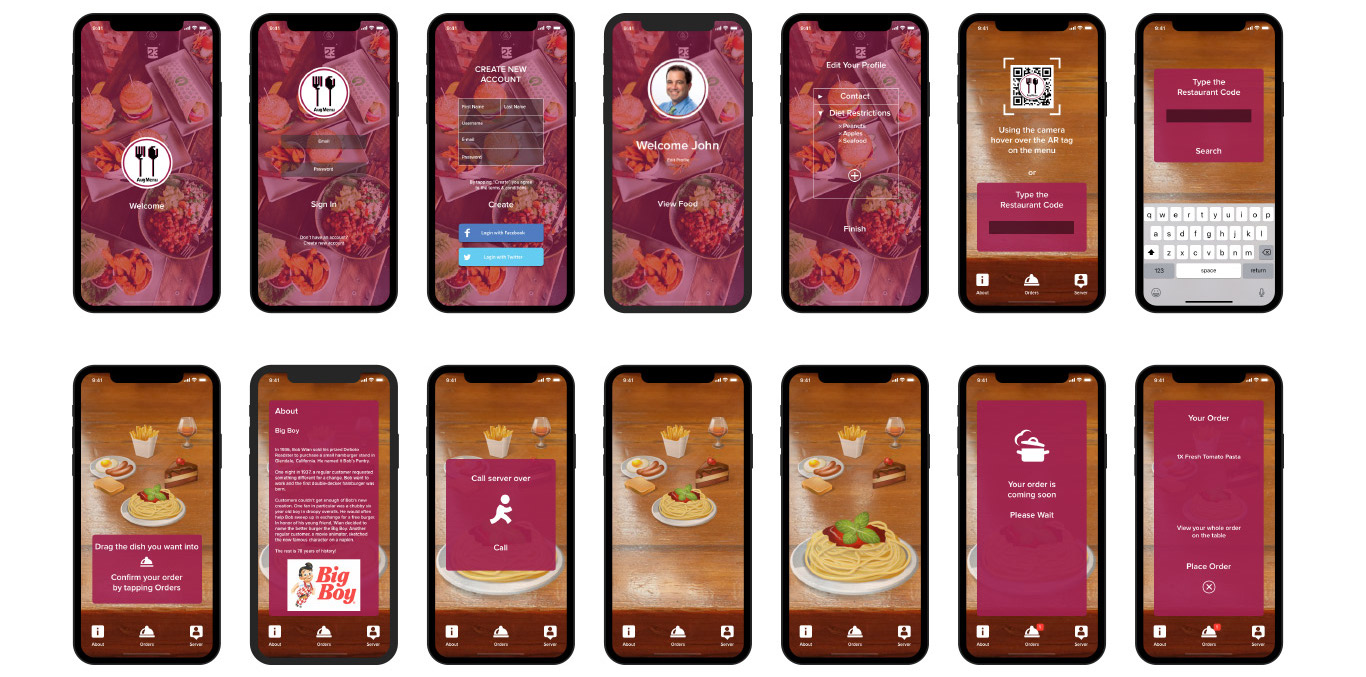 9:41
AugMenu
Welcome
9:41
AugMenu
Email
Password
Sign In
Don't have an account?
Create new account
9:41
CREATE NEW
ACCOUNT
First Name Last Name
Username
E-mail
Password
By tapping, "Create" you agree
to the terms & conditions
Create
Login with Facebook
Login with Twitter
9:41
Welcome John
Edit Profile
View Food
9:41
Edit Your Profile
Contact
Diet Restrictions
× Peanuts
× Apples
× Seafood
Finish
9:41
Using the camera
hover over the AR tag
on the menu
or
Type the
Restaurant Code
About Orders Server
9:41
Type the
Restaurant Code
Search
q w e r t y u i o p
a s d f g h j k l
z x c v b n m
123 space return
9:41
Drag the dish you want into
Confirm your order
by tapping Orders
About Orders Server
9:41
About
Big Boy
In 1936, Bob Wian sold his prized DeSoto
Roadster to purchase a small hamburger stand in
Glendale, California. He named it Bob's Pantry.
One night in 1937, a regular customer requested
something different for a change. Bob went to
work and the first double-decker hamburger was
born.
Customers couldn't get enough of Bob's new
creation. One fan in particular was a chubby six
year old boy in droopy overalls. He would often
help Bob sweep up in exchange for a free burger.
In honor of his young friend, Wian decided to
name the better burger the Big Boy. Another
regular customer, a movie animator, sketched
the now famous character on a napkin.
The rest is 78 years of history!
Big
Boy
About Orders Server
9:41
Call server over
Call
About Orders Server
9:41
About Orders Server
9:41
About Orders Server
9:41
Your order is
coming soon
Please Wait
1
About Orders Server
9:41
Your Order
1X Fresh Tomato Pasta
View your whole order
on the table
Place Order
1
About Orders Server